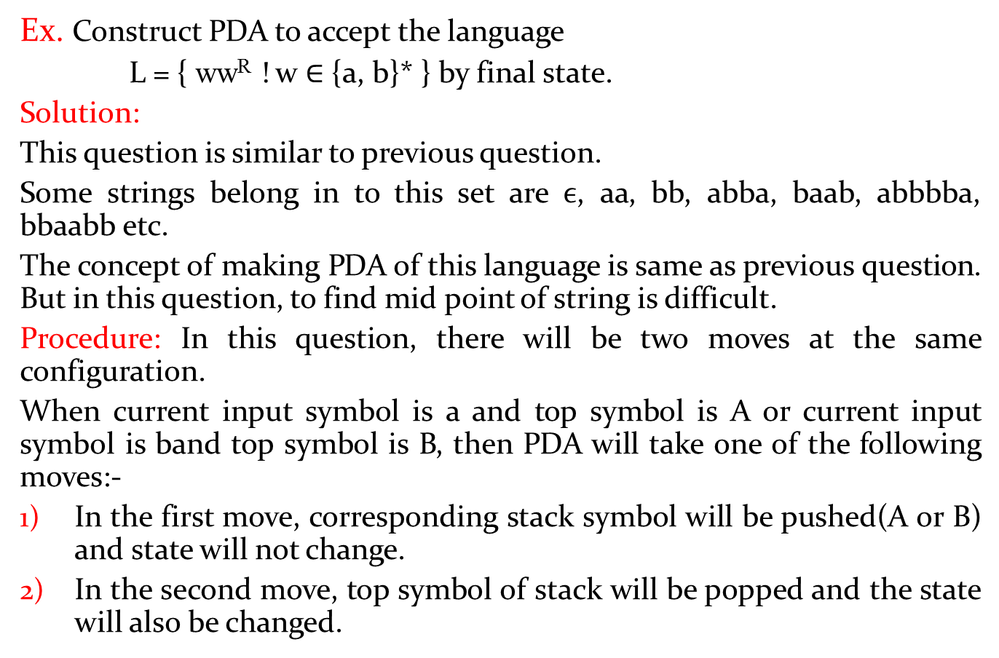 Ex. Construct PDA to accept the language
L = { wwᴿ ! w ∈ {a, b}* } by final state.
Solution:
This question is similar to previous question.
Some strings belong in to this set are ϵ, aa, bb, abba, baab, abbbba,
bbaabb etc.
The concept of making PDA of this language is same as previous question.
But in this question, to find mid point of string is difficult.
Procedure: In this question, there will be two moves at the same
configuration.
When current input symbol is a and top symbol is A or current input
symbol is band top symbol is B, then PDA will take one of the following
moves:-
1) In the first move, corresponding stack symbol will be pushed(A or B)
and state will not change.
2) In the second move, top symbol of stack will be popped and the state
will also be changed.